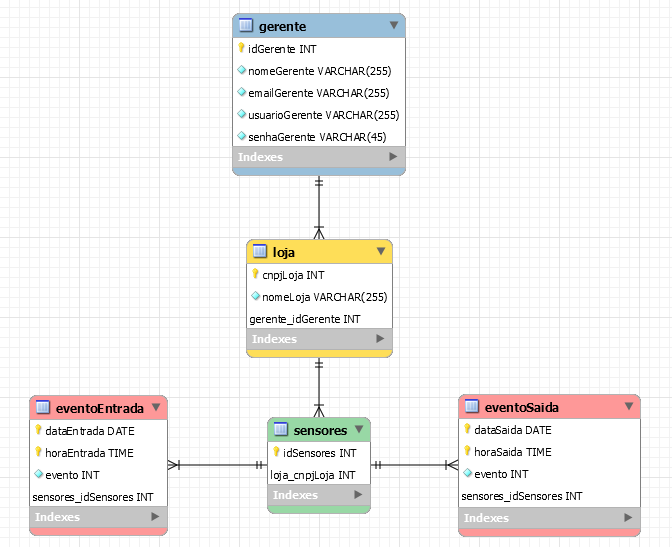 gerente
idGerente INT
nomeGerente VARCHAR(255)
emailGerente VARCHAR(255)
usuarioGerente VARCHAR(255)
senhaGerente VARCHAR(45)
Indexes
loja
cnpjLoja INT
nomeLoja VARCHAR(255)
gerente_idGerente INT
Indexes
eventoEntrada
dataEntrada DATE
horaEntrada TIME
evento INT
sensores_idSensores INT
Indexes
sensores
idSensores INT
loja_cnpjLoja INT
Indexes
eventoSaida
dataSaida DATE
horaSaida TIME
evento INT
sensores_idSensores INT
Indexes